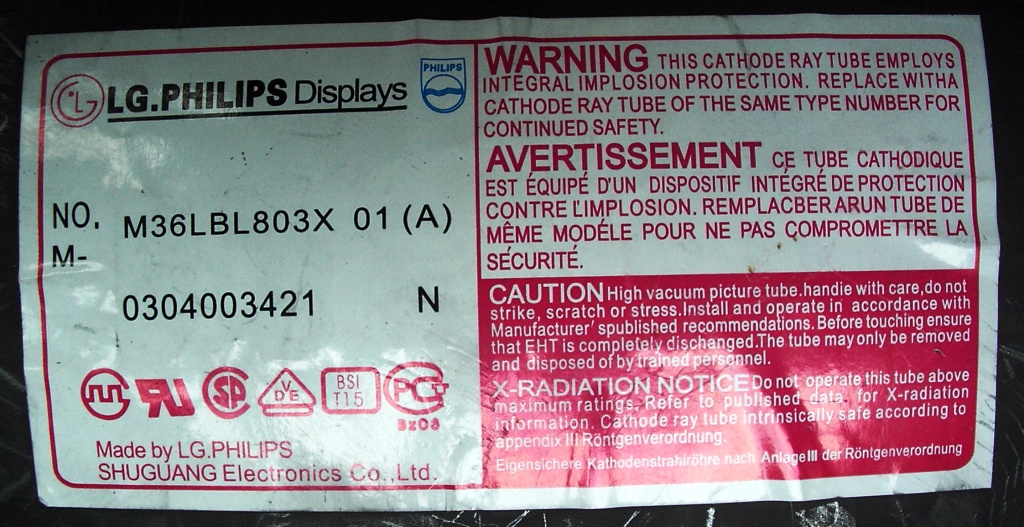 LG.PHILIPS Displays
PHILIPS
NO. M36LBL803X 01 (A)
M-
0304003421 N
BSI
T15
VDE
Made by LG.PHILIPS
SHUGUANG Electronics Co.,Ltd.
WARNING THIS CATHODE RAY TUBE EMPLOYS
INTEGRAL IMPLOSION PROTECTION. REPLACE WITHA
CATHODE RAY TUBE OF THE SAME TYPE NUMBER FOR
CONTINUED SAFETY.
AVERTISSEMENT CE TUBE CATHODIQUE
EST ÉQUIPÉ D'UN DISPOSITIF INTÉGRÉ DE PROTECTION
CONTRE L'IMPLOSION. REMPLACBER ARUN TUBE DE
MÊME MODÉLE POUR NE PAS COMPROMETTRE LA
SÉCURITÉ.
CAUTION High vacuum picture tube.handie with care,do not
strike, scratch or stress.Install and operate in accordance with
Manufacturer'spublished recommendations. Before touching ensure
that EHT is completely discharged.The tube may only be removed
and disposed of by trained personnel.
X-RADIATION NOTICE Do not operate this tube above
maximum ratings. Refer to published data. for X-radiation
information. Cathode ray tube intrinsically safe according to
appendix III Röntgenverordnung.
Eigensichere Kathodenstrahiröhre nach Anlage III der Röntgenverordnung